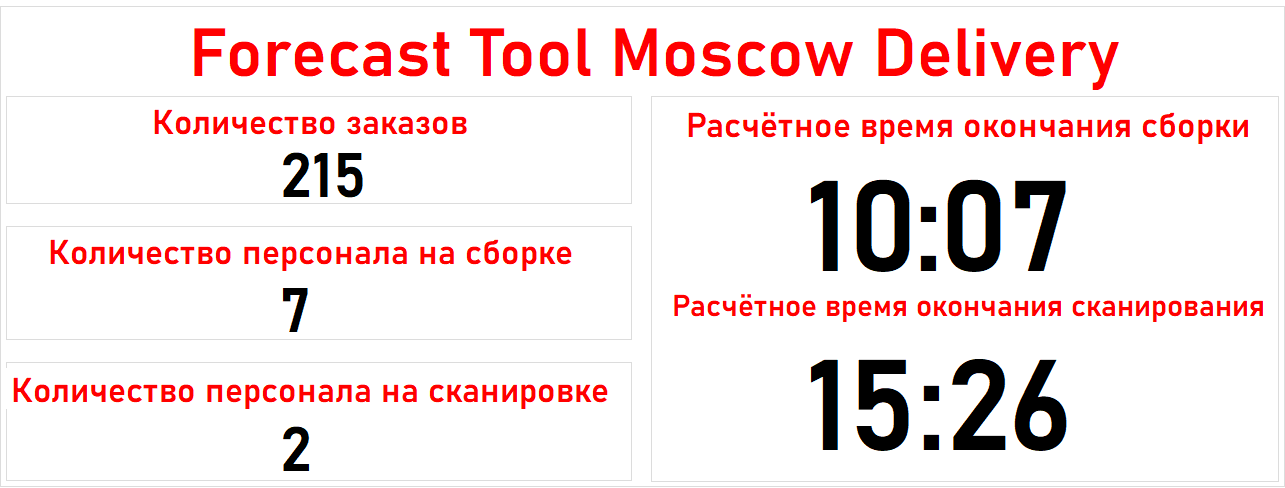 Forecast Tool Moscow Delivery
Количество заказов
215
Количество персонала на сборке
7
Количество персонала на сканировке
2
Расчётное время окончания сборки
10:07
Расчётное время окончания сканирования
15:26